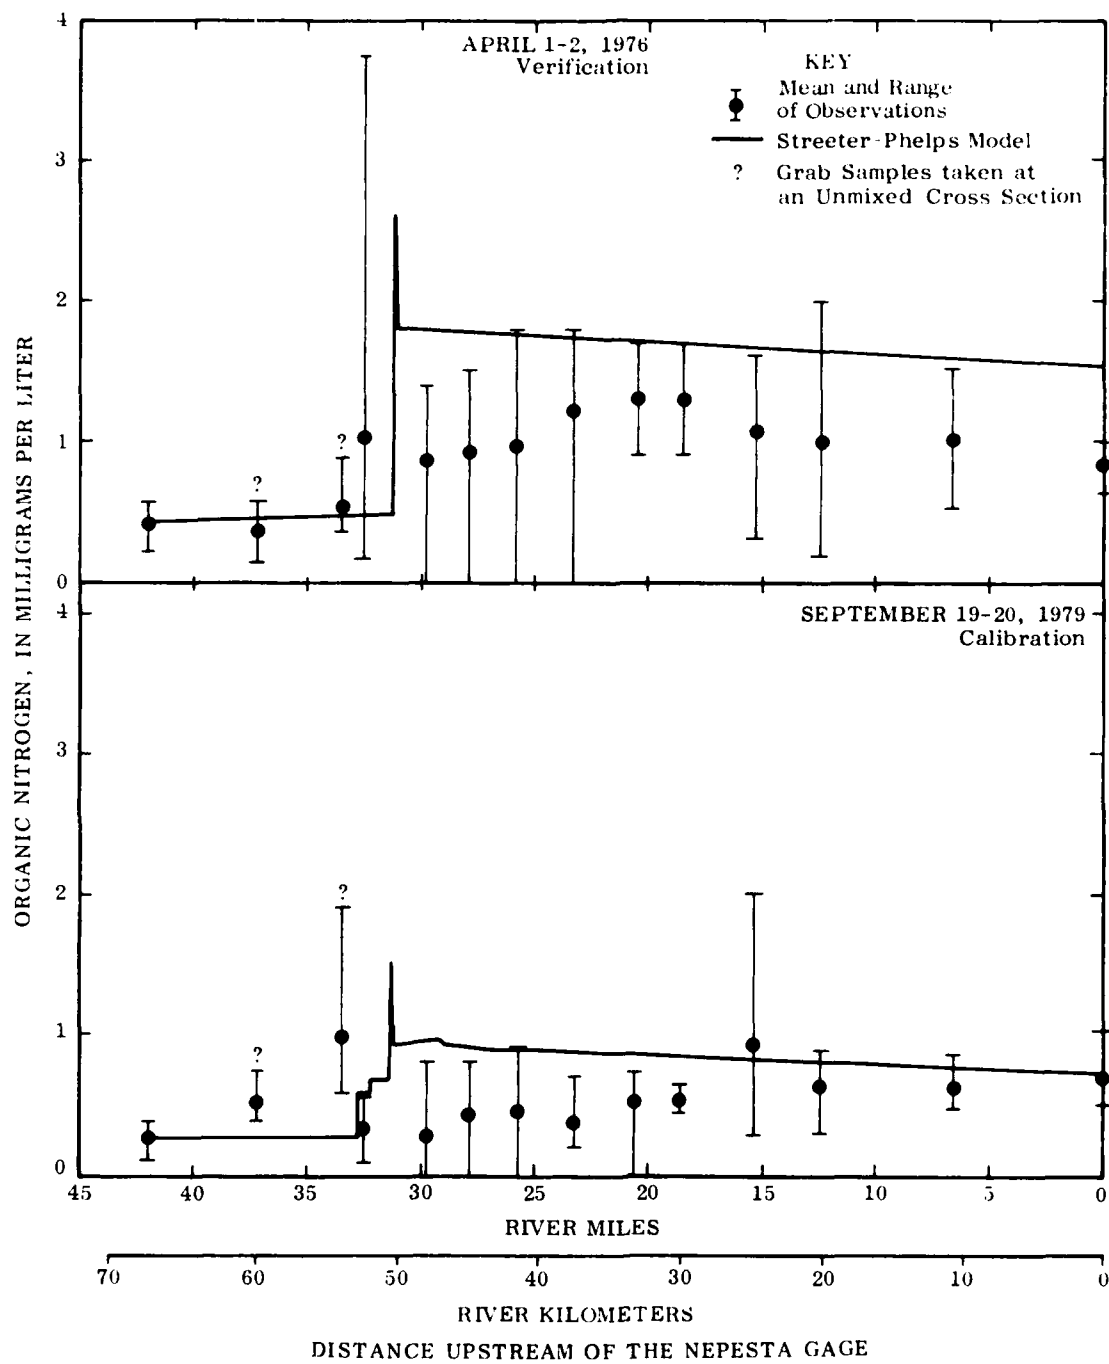 4
APRIL 1-2, 1976
Verification
KEY
Mean and Range
of Observations
Streeter-Phelps Model
? Grab Samples taken at
an Unmixed Cross Section
3
2
1
0
?
?
ORGANIC NITROGEN, IN MILLIGRAMS PER LITER
SEPTEMBER 19-20, 1979
Calibration
4
3
2
1
0
?
?
45 40 35 30 25 20 15 10 5 0
RIVER MILES
70 60 50 40 30 20 10 0
RIVER KILOMETERS
DISTANCE UPSTREAM OF THE NEPESTA GAGE